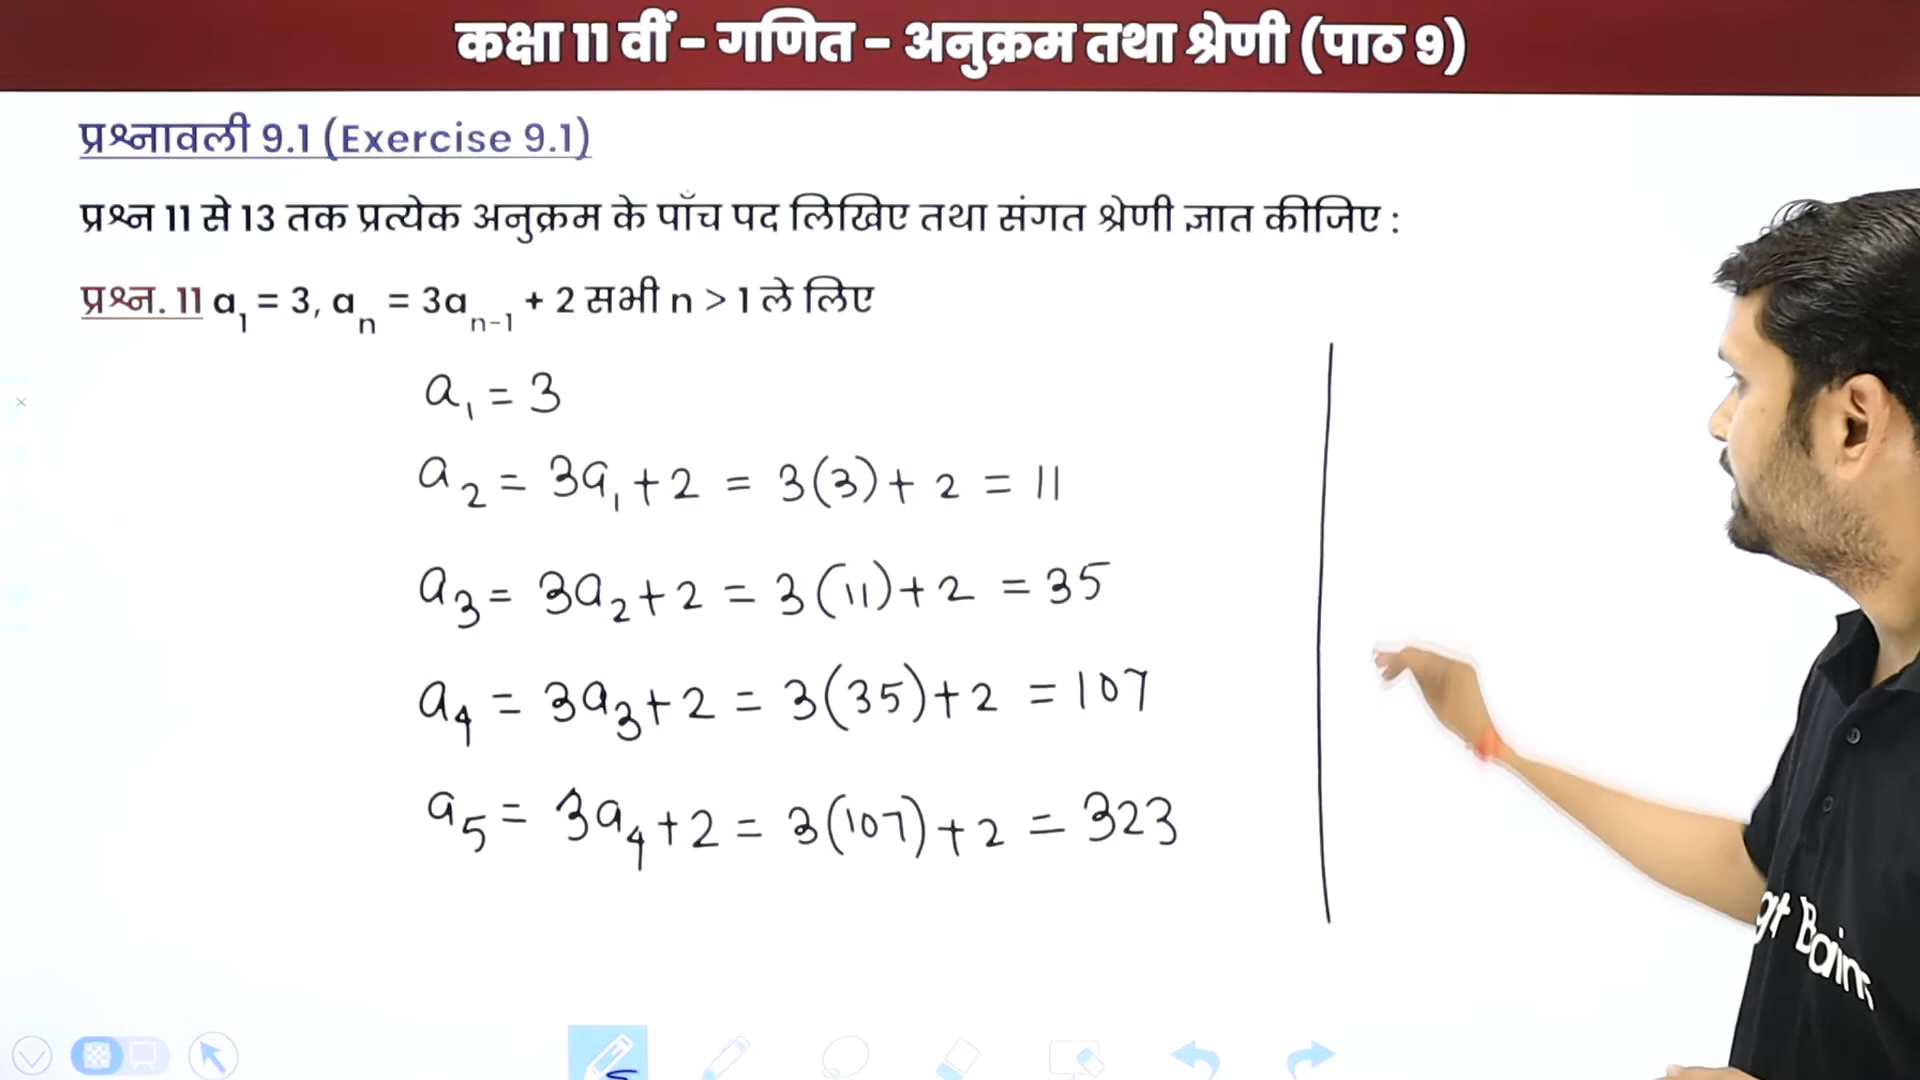 कक्षा 11 वीं – गणित – अनुक्रम तथा श्रेणी (पाठ 9)
प्रश्नावली 9.1 (Exercise 9.1)
प्रश्न 11 से 13 तक प्रत्येक अनुक्रम के पाँच पद लिखिए तथा संगत श्रेणी ज्ञात कीजिए :
प्रश्न. 11 a₁ = 3, aₙ = 3aₙ₋₁ + 2 सभी n > 1 ले लिए
a₁ = 3
a₂ = 3a₁ + 2 = 3(3) + 2 = 11
a₃ = 3a₂ + 2 = 3(11) + 2 = 35
a₄ = 3a₃ + 2 = 3(35) + 2 = 107
a₅ = 3a₄ + 2 = 3(107) + 2 = 323